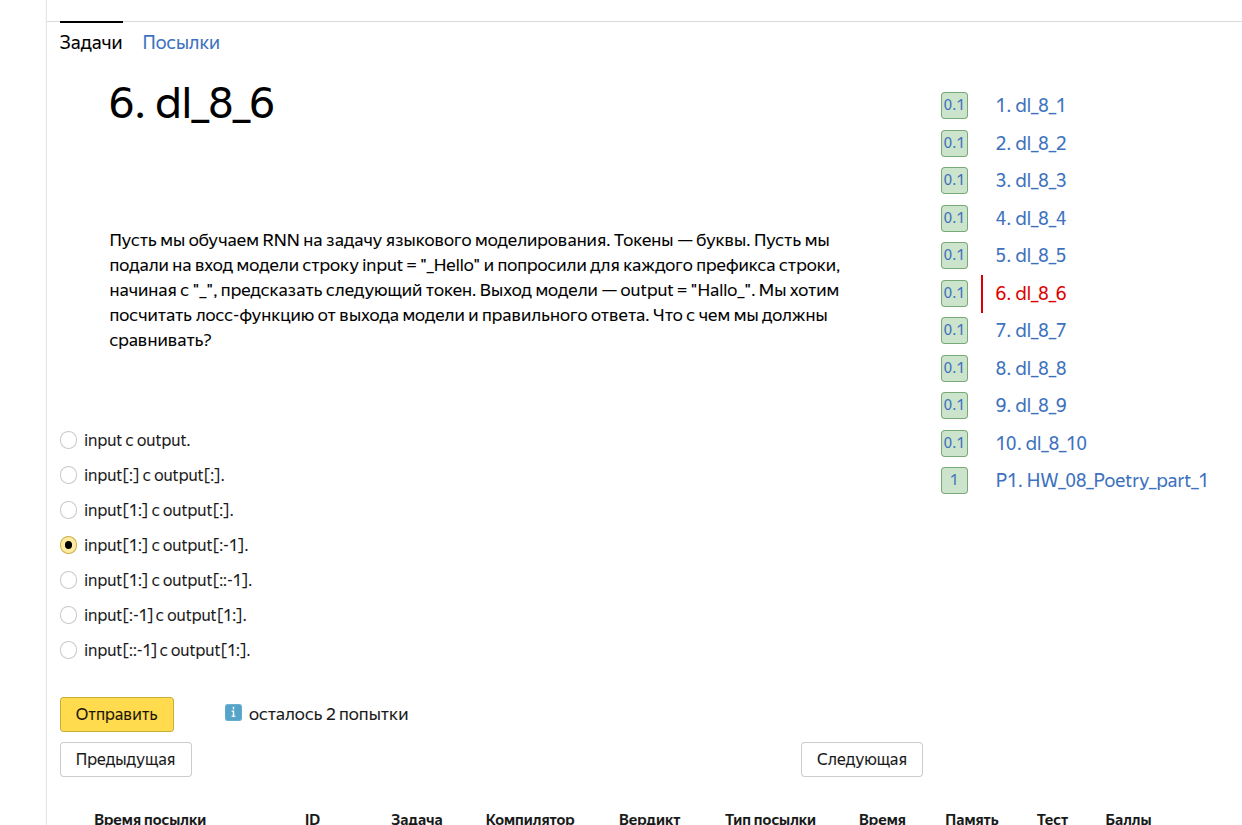 Задачи Посылки
6. dl_8_6
Пусть мы обучаем RNN на задачу языкового моделирования. Токены — буквы. Пусть мы
подали на вход модели строку input = "_Hello" и попросили для каждого префикса строки,
начиная с "_", предсказать следующий токен. Выход модели — output = "Hallo_". Мы хотим
посчитать лосс-функцию от выхода модели и правильного ответа. Что с чем мы должны
сравнивать?
input с output.
input[:] с output[:].
input[1:] с output[:].
input[1:] с output[:-1].
input[1:] с output[::-1].
input[:-1] с output[1:].
input[::-1] с output[1:].
Отправить
i осталось 2 попытки
Предыдущая
Следующая
0.1 1. dl_8_1
0.1 2. dl_8_2
0.1 3. dl_8_3
0.1 4. dl_8_4
0.1 5. dl_8_5
0.1 6. dl_8_6
0.1 7. dl_8_7
0.1 8. dl_8_8
0.1 9. dl_8_9
0.1 10. dl_8_10
1 P1. HW_08_Poetry_part_1
Время посылки ID Задача Компилятор Вердикт Тип посылки Время Память Тест Баллы